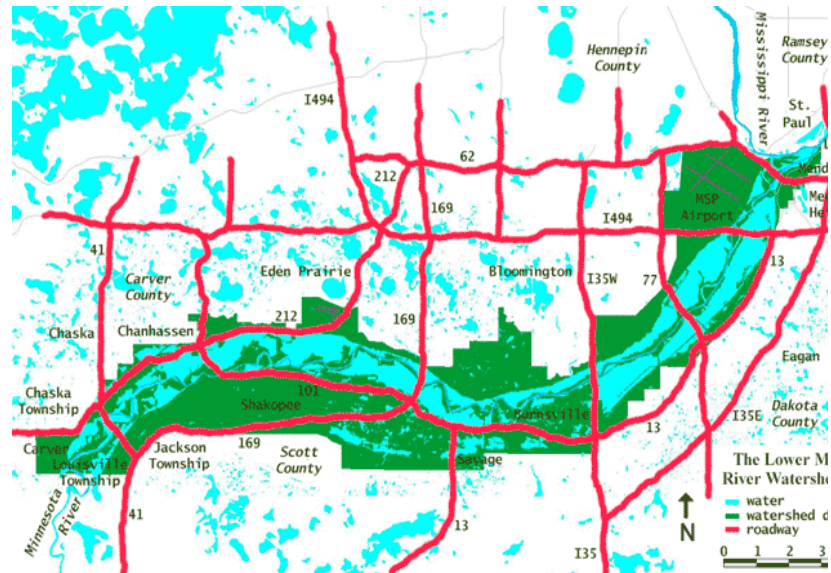 Hennepin
County
Mississippi River
Ramsey
County
St.
Paul
I494
62
212
169
MSP
Airport
I494
41
13
Carver
County
Eden Prairie
Bloomington
I35W
77
Chaska
Chanhassen
212
169
Eagan
Chaska
Township
101
Shakopee
Burnsville
I35E
Dakota
County
13
Carver
Louisville
Township
Jackson
Township
169
Scott
County
Savage
Minnesota
River
41
13
I35
N
The Lower M
River Watersh
water
watershed d
roadway
0 1 2 3